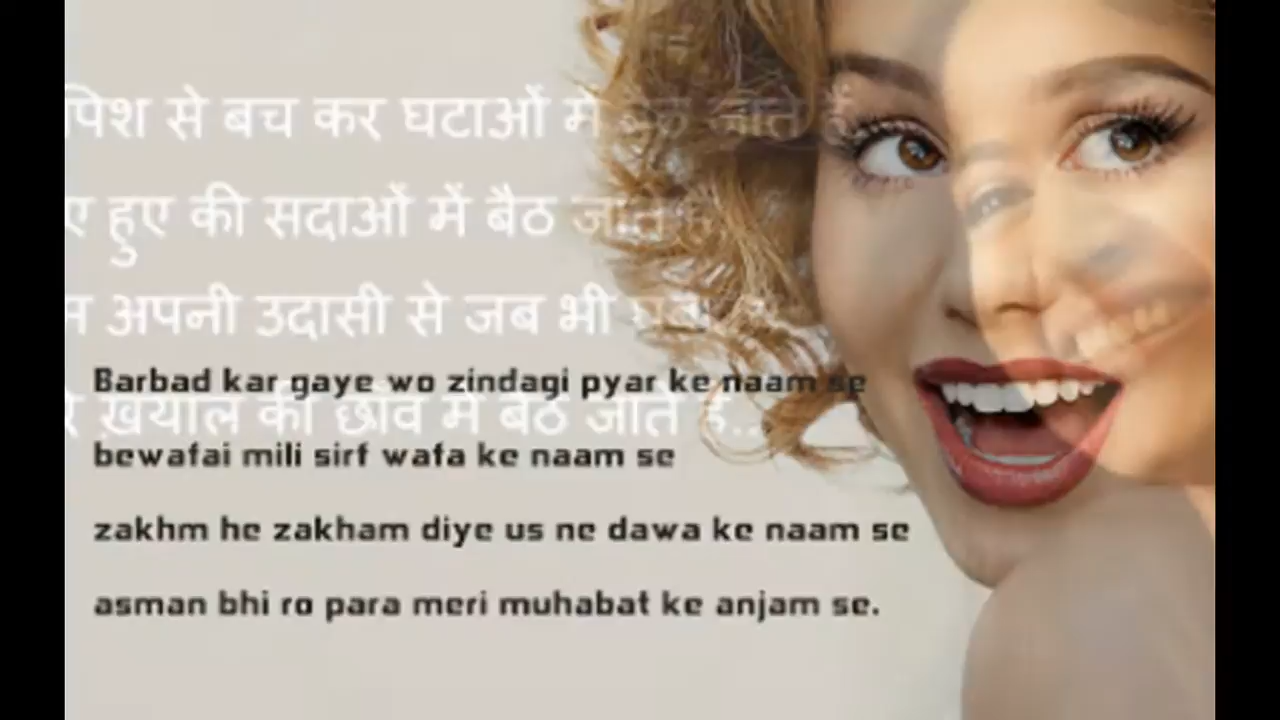 से बच कर घटाओं में बैठ जाते हैं
हुए की सदाओं में बैठ जाते हैं
अपनी उदासी से जब भी
Barbad kar gaye wo zindagi pyar ke naam se
ख़याल की छाँव में बैठ जाते हैं...
bewafai mili sirf wafa ke naam se
zakhm he zakham diye us ne dawa ke naam se
asman bhi ro para meri muhabat ke anjam se.